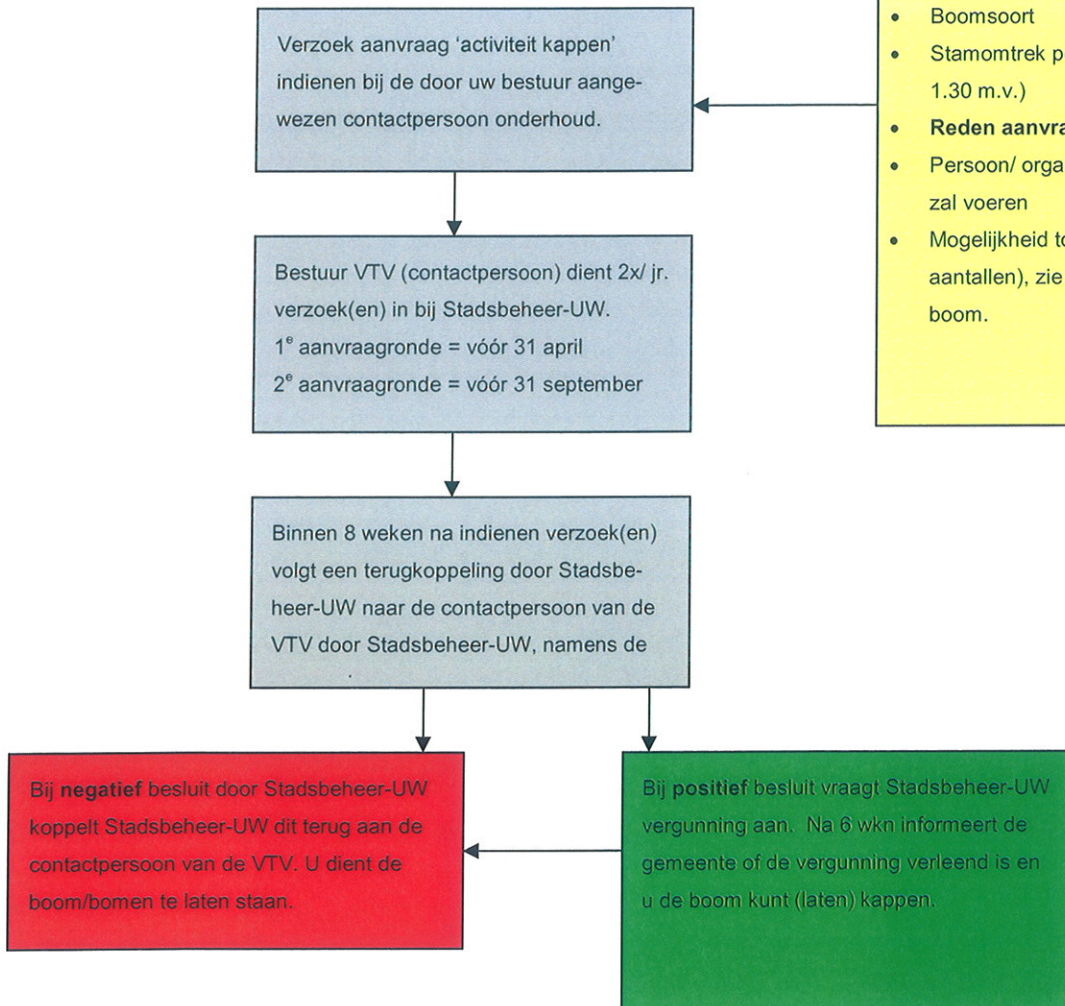 Verzoek aanvraag ‘activiteit kappen’
indienen bij de door uw bestuur aange-
wezen contactpersoon onderhoud.
• Boomsoort
• Stamomtrek p
1.30 m.v.)
• Reden aanvra
• Persoon/ orga
zal voeren
• Mogelijkheid to
aantallen), zie
boom.
Bestuur VTV (contactpersoon) dient 2x/ jr.
verzoek(en) in bij Stadsbeheer-UW.
1e aanvraagronde = vóór 31 april
2e aanvraagronde = vóór 31 september
Binnen 8 weken na indienen verzoek(en)
volgt een terugkoppeling door Stadsbe-
heer-UW naar de contactpersoon van de
VTV door Stadsbeheer-UW, namens de
Bij negatief besluit door Stadsbeheer-UW
koppelt Stadsbeheer-UW dit terug aan de
contactpersoon van de VTV. U dient de
boom/bomen te laten staan.
Bij positief besluit vraagt Stadsbeheer-UW
vergunning aan.  Na 6 wkn informeert de
gemeente of de vergunning verleend is en
u de boom kunt (laten) kappen.